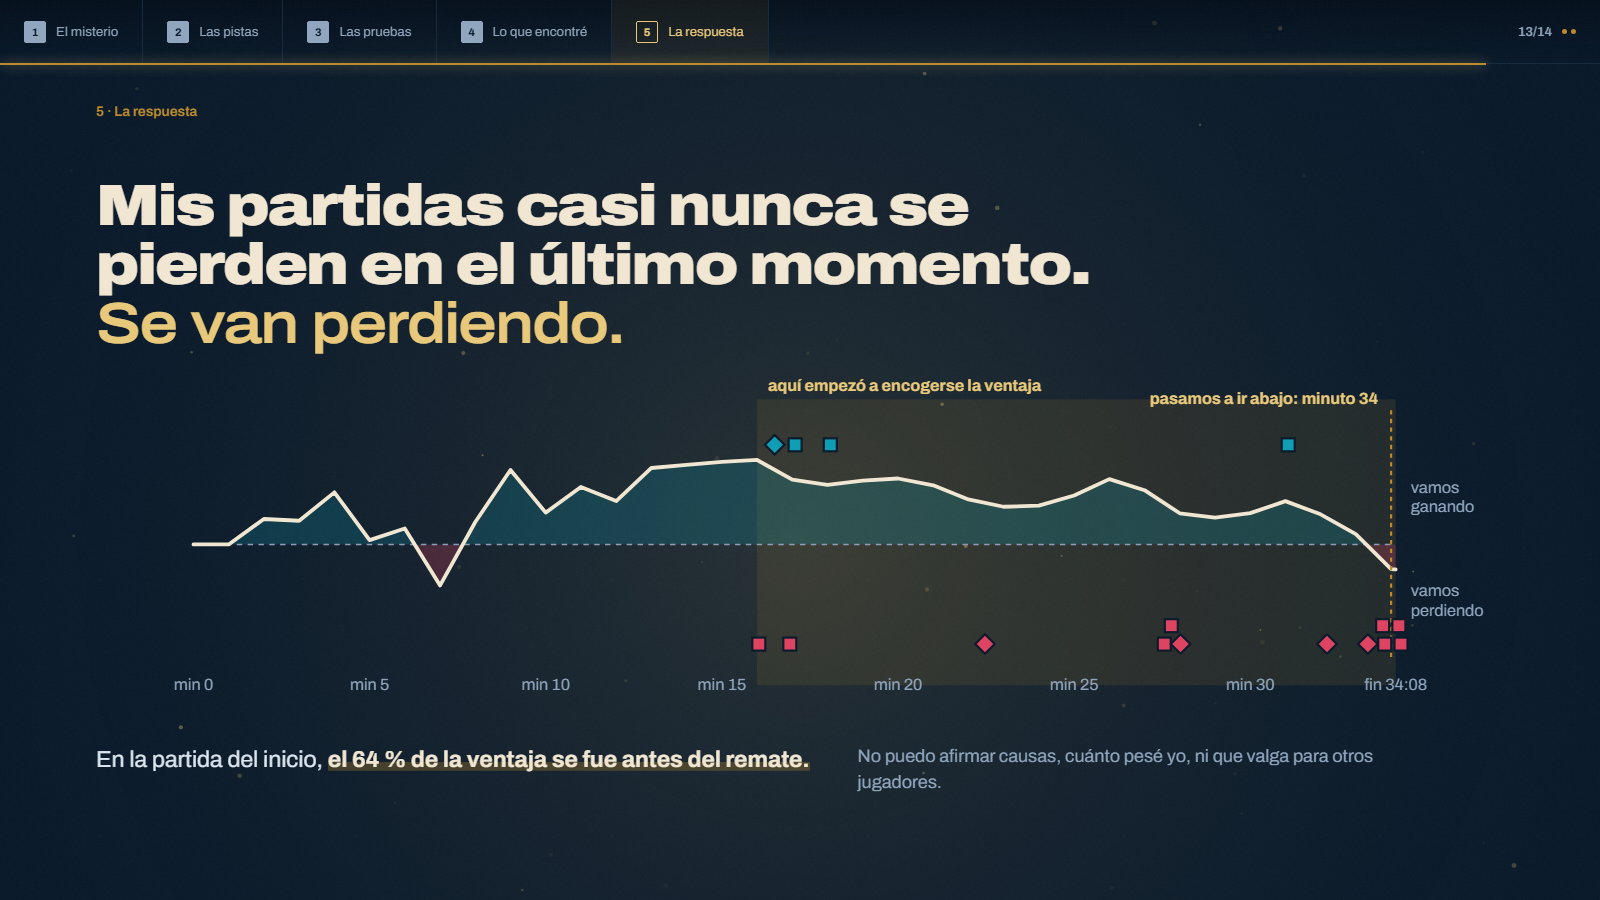 1 El misterio
2 Las pistas
3 Las pruebas
4 Lo que encontré
5 La respuesta
13/14
5 · La respuesta
Mis partidas casi nunca se
pierden en el último momento.
Se van perdiendo.
aquí empezó a encogerse la ventaja
pasamos a ir abajo: minuto 34
vamos
ganando
vamos
perdiendo
min 0
min 5
min 10
min 15
min 20
min 25
min 30
fin 34:08
En la partida del inicio, el 64 % de la ventaja se fue antes del remate.
No puedo afirmar causas, cuánto pesé yo, ni que valga para otros
jugadores.